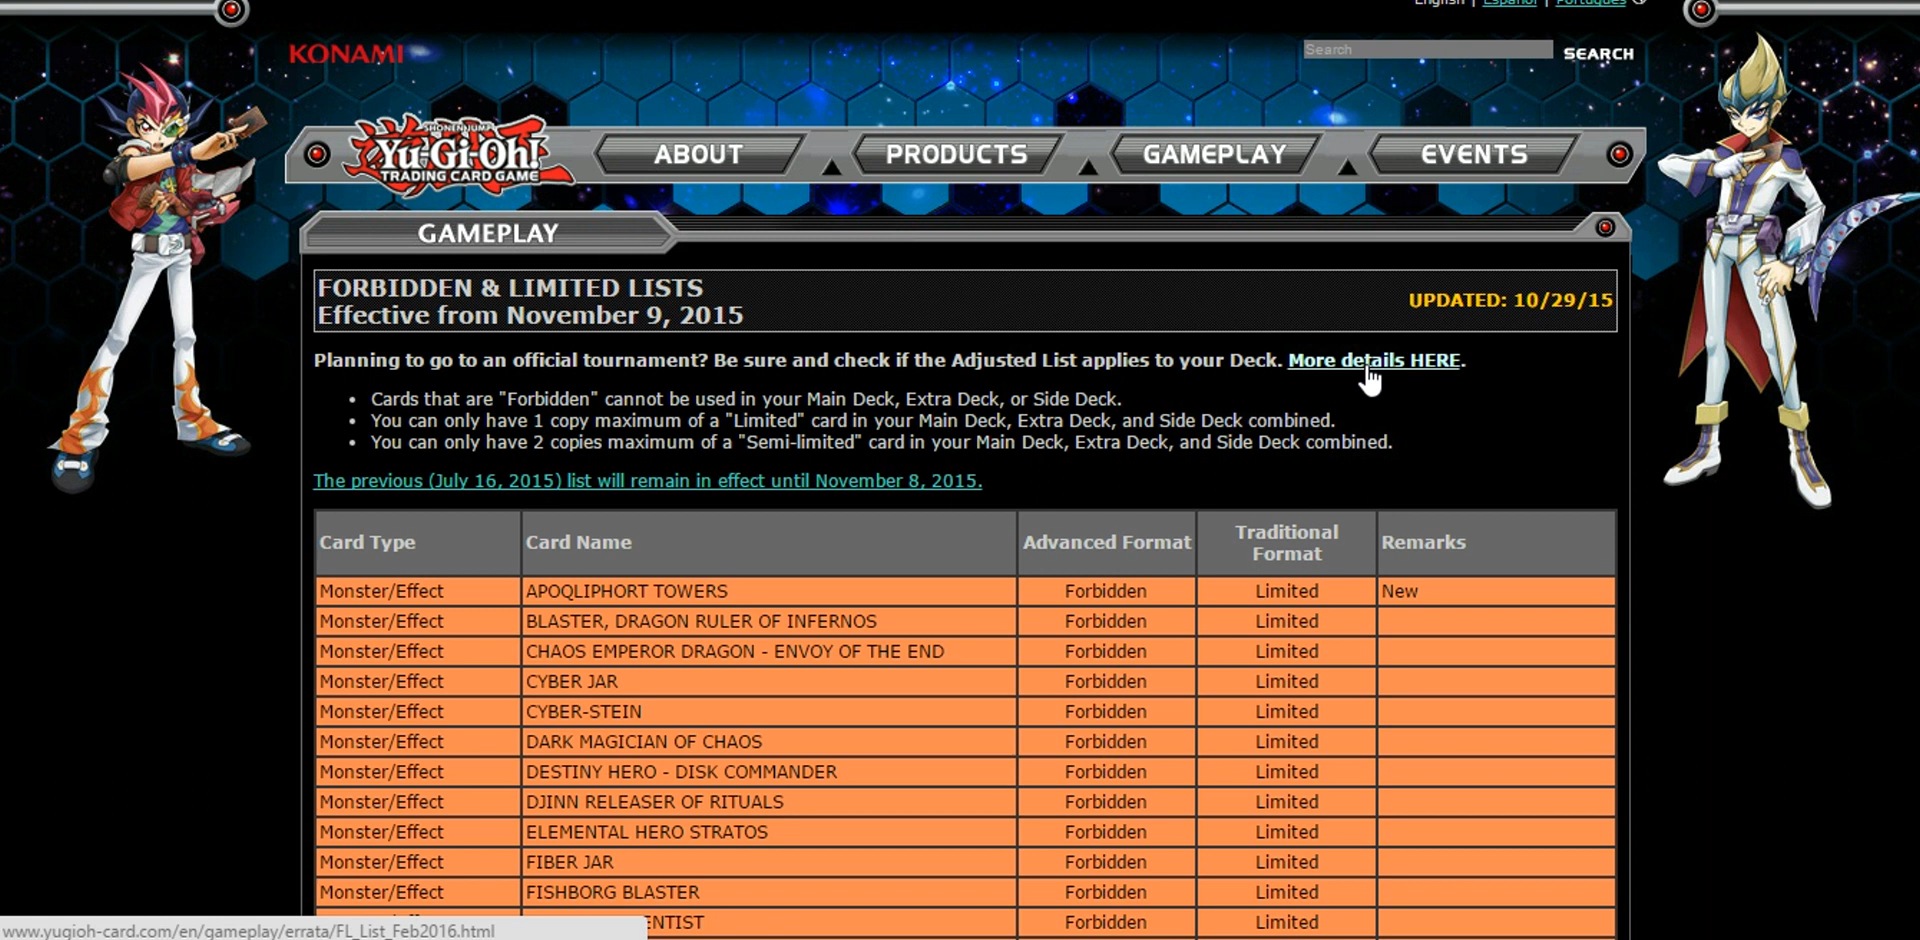 English | Español | Português
KONAMI
Search
SEARCH
SHONEN JUMP
Yu-Gi-Oh!
TRADING CARD GAME
ABOUT
PRODUCTS
GAMEPLAY
EVENTS
GAMEPLAY
FORBIDDEN & LIMITED LISTS
Effective from November 9, 2015
UPDATED: 10/29/15
Planning to go to an official tournament? Be sure and check if the Adjusted List applies to your Deck. More details HERE.
• Cards that are "Forbidden" cannot be used in your Main Deck, Extra Deck, or Side Deck.
• You can only have 1 copy maximum of a "Limited" card in your Main Deck, Extra Deck, and Side Deck combined.
• You can only have 2 copies maximum of a "Semi-limited" card in your Main Deck, Extra Deck, and Side Deck combined.
The previous (July 16, 2015) list will remain in effect until November 8, 2015.
Card Type Card Name Advanced Format Traditional Format Remarks
Monster/Effect APOQLIPHORT TOWERS Forbidden Limited New
Monster/Effect BLASTER, DRAGON RULER OF INFERNOS Forbidden Limited
Monster/Effect CHAOS EMPEROR DRAGON - ENVOY OF THE END Forbidden Limited
Monster/Effect CYBER JAR Forbidden Limited
Monster/Effect CYBER-STEIN Forbidden Limited
Monster/Effect DARK MAGICIAN OF CHAOS Forbidden Limited
Monster/Effect DESTINY HERO - DISK COMMANDER Forbidden Limited
Monster/Effect DJINN RELEASER OF RITUALS Forbidden Limited
Monster/Effect ELEMENTAL HERO STRATOS Forbidden Limited
Monster/Effect FIBER JAR Forbidden Limited
Monster/Effect FISHBORG BLASTER Forbidden Limited
ENTIST Forbidden Limited
www.yugioh-card.com/en/gameplay/errata/FL_List_Feb2016.html